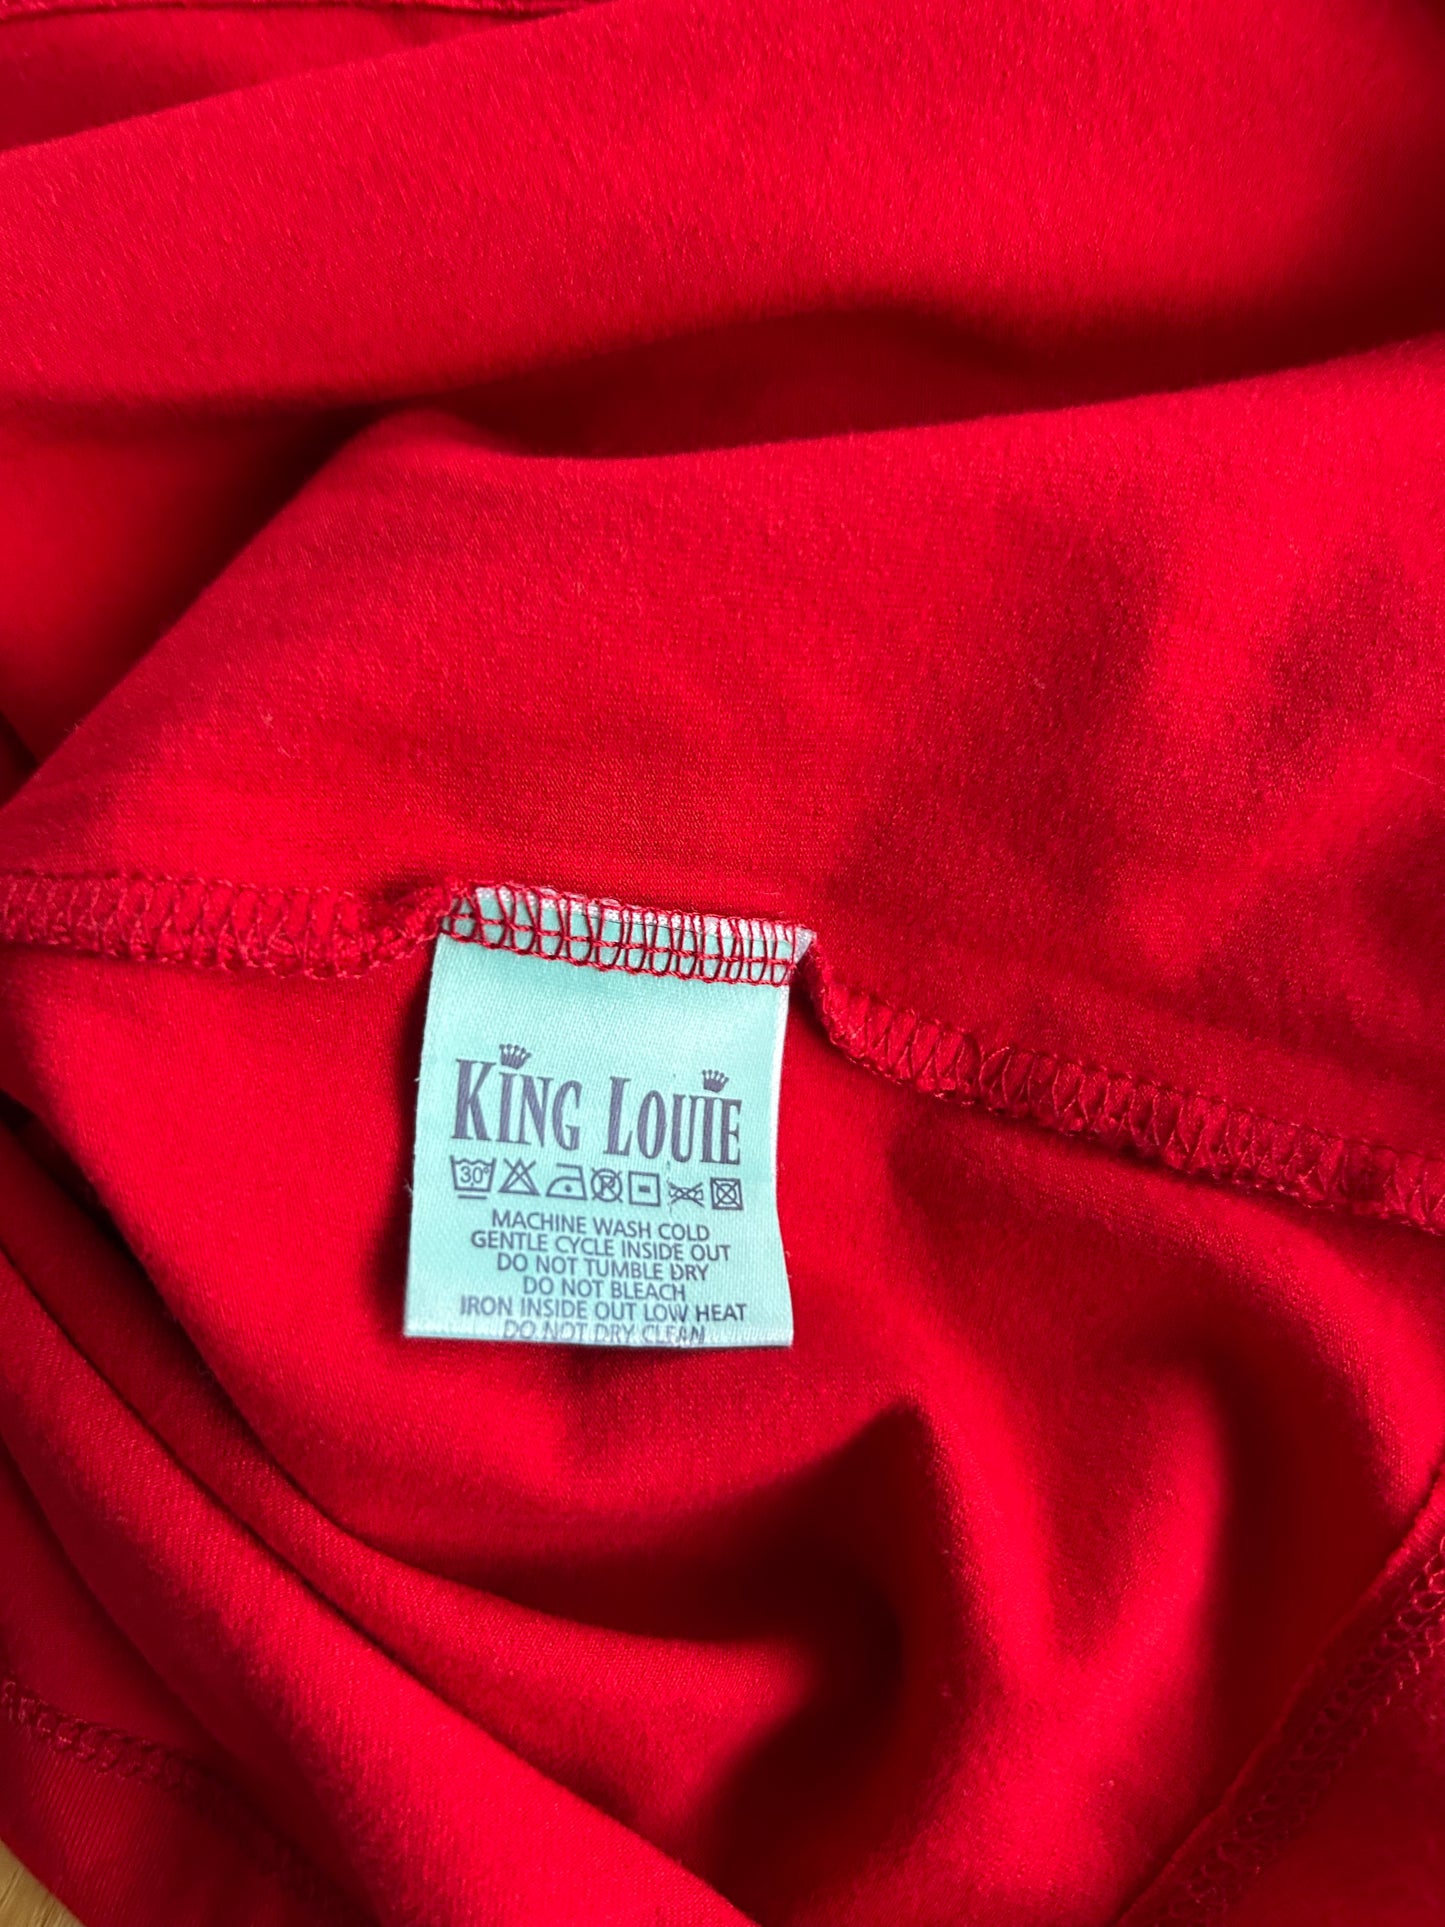 KING LOUIE
30°
MACHINE WASH COLD
GENTLE CYCLE INSIDE OUT
DO NOT TUMBLE DRY
DO NOT BLEACH
IRON INSIDE OUT LOW HEAT
DO NOT DRY CLEAN